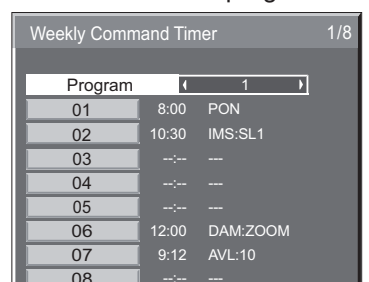 Weekly Command Timer 1/8
Program 1
01 8:00 PON
02 10:30 IMS:SL1
03 --:-- ---
04 --:-- ---
05 --:-- ---
06 12:00 DAM:ZOOM
07 9:12 AVL:10
08 --:-- ---